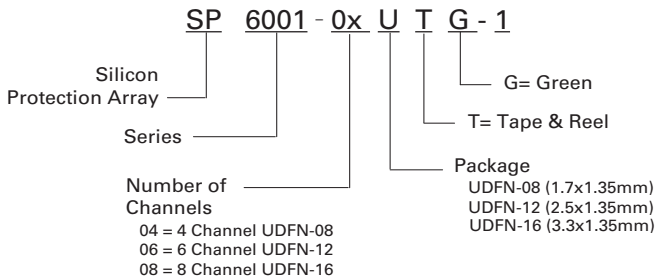 SP 6001 - 0x U T G - 1
Silicon
Protection Array
G= Green
Series
T= Tape & Reel
Number of
Channels
04 = 4 Channel UDFN-08
06 = 6 Channel UDFN-12
08 = 8 Channel UDFN-16
Package
UDFN-08 (1.7x1.35mm)
UDFN-12 (2.5x1.35mm)
UDFN-16 (3.3x1.35mm)